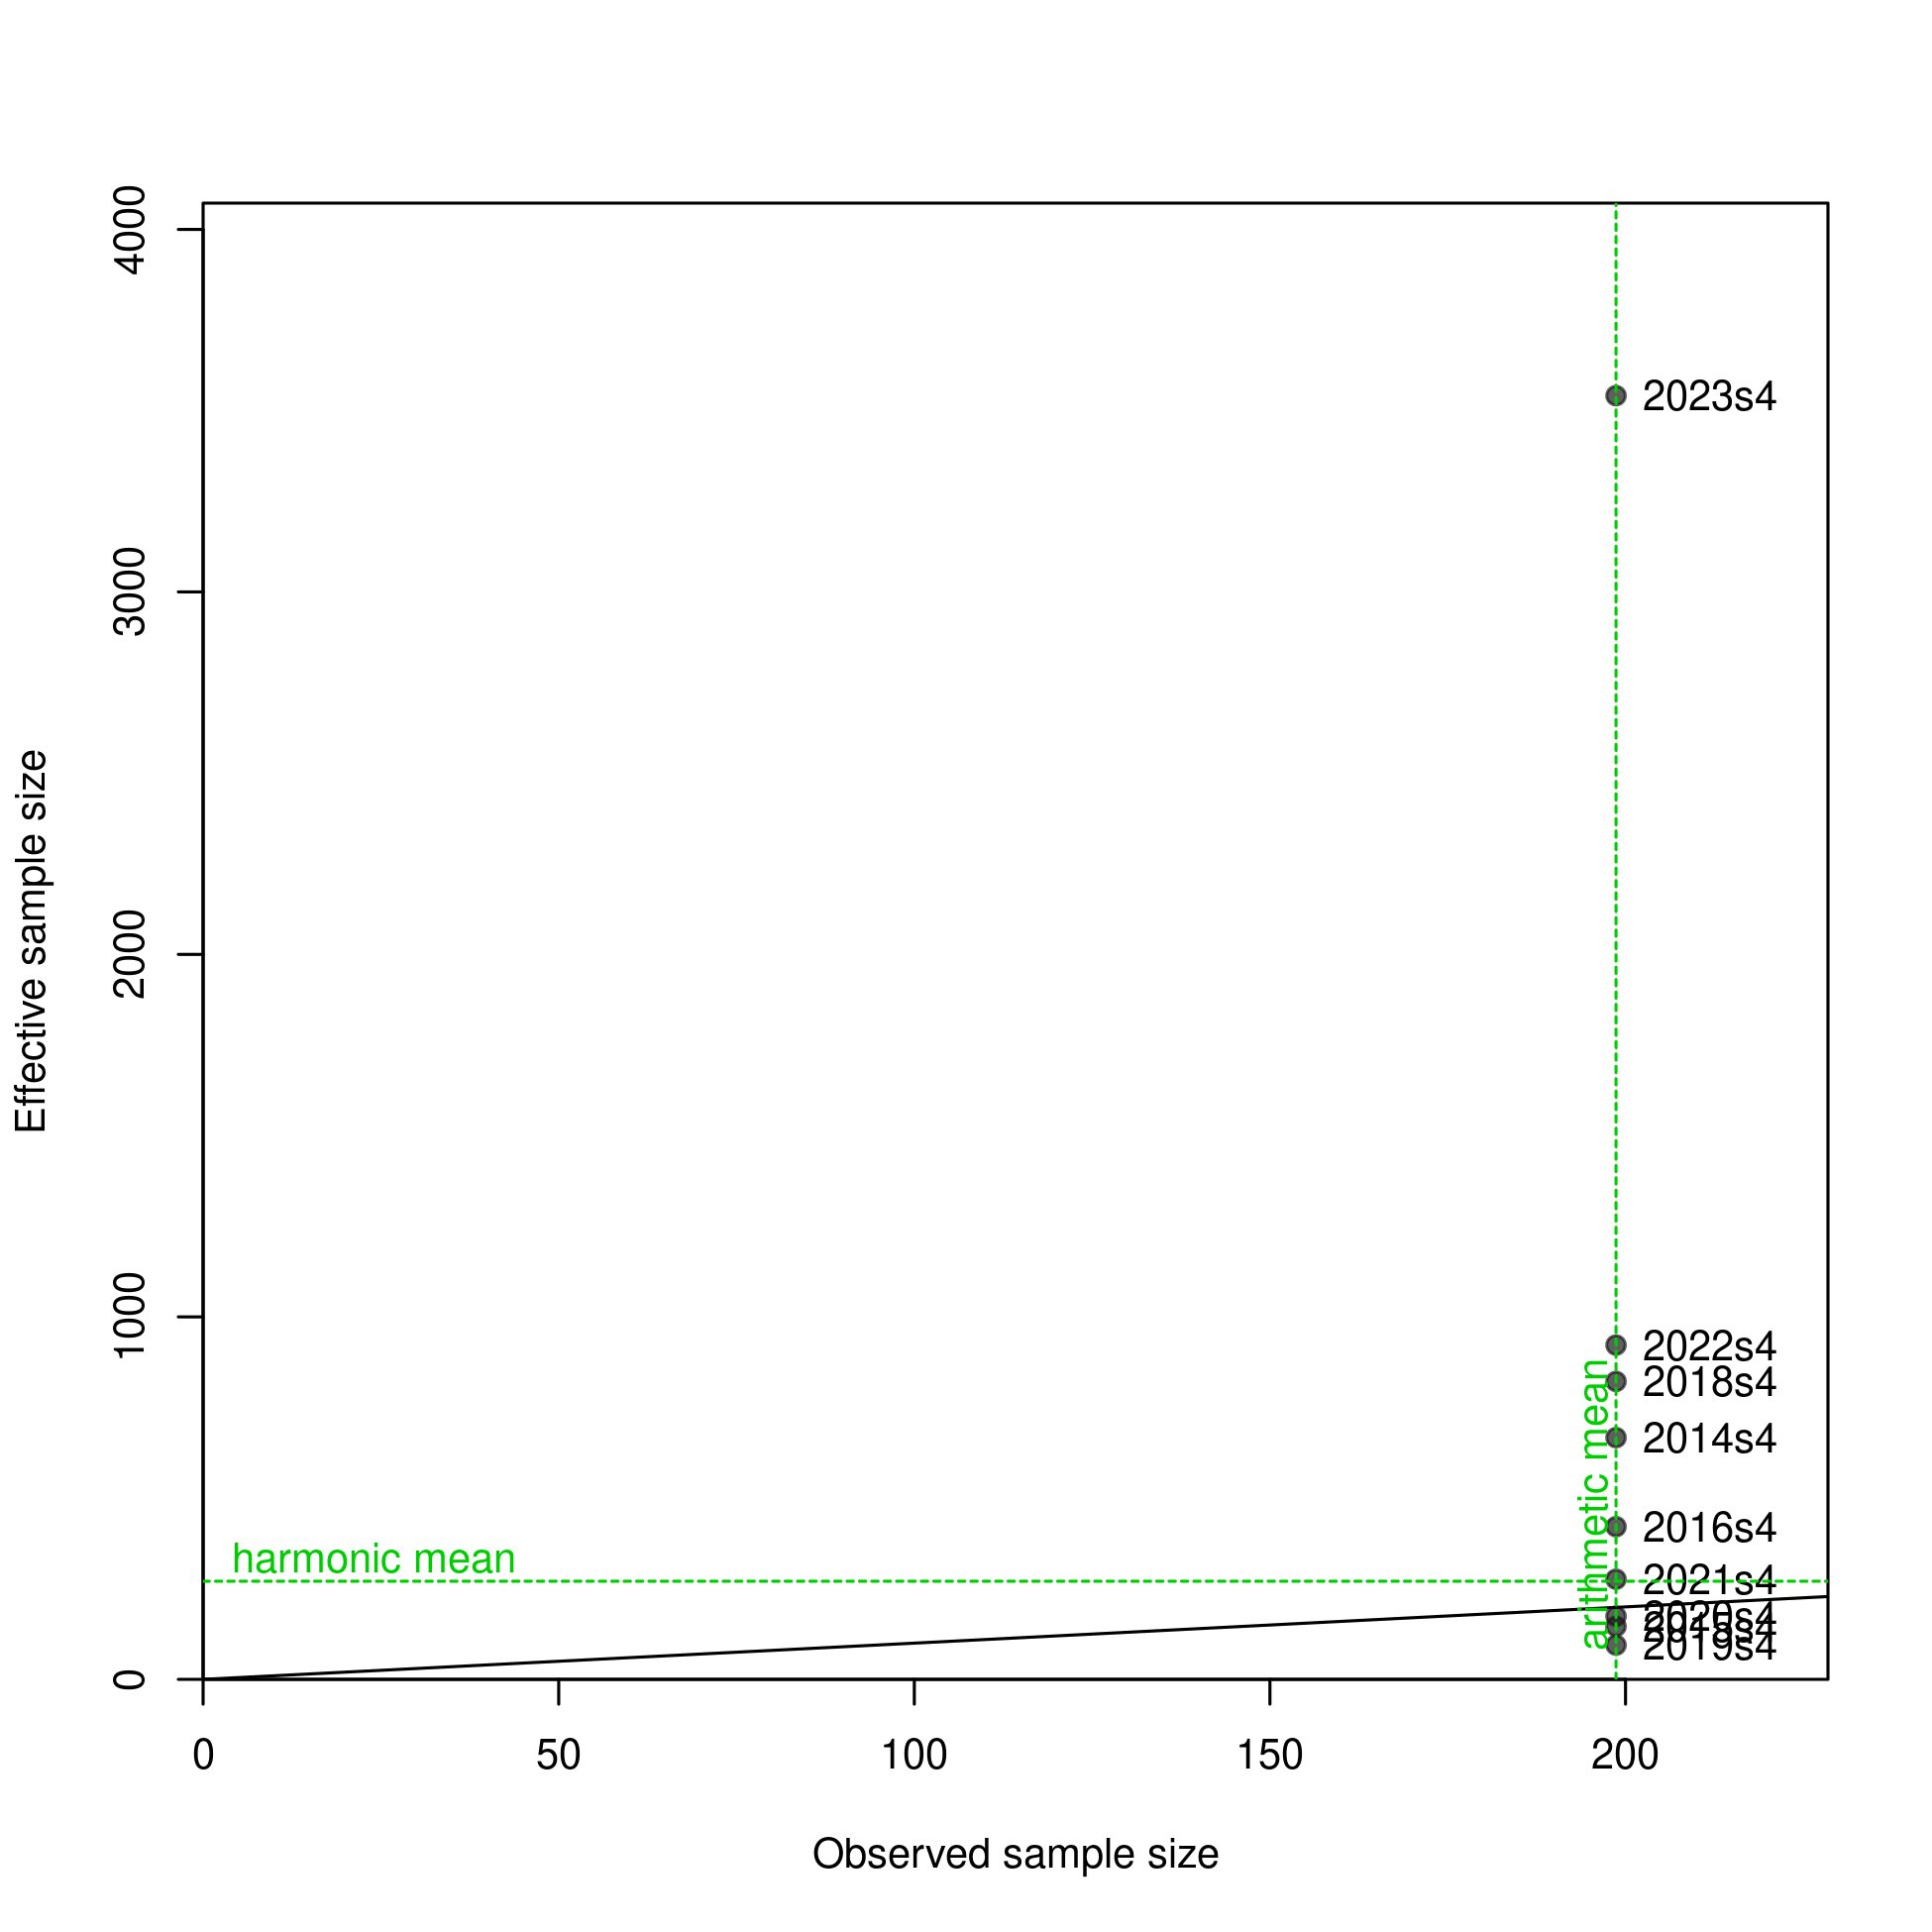 4000
3000
2000
1000
0
Effective sample size
2023s4
2022s4
2018s4
2014s4
2016s4
2021s4
2020s4
2019s4
arithmetic mean
harmonic mean
0
50
100
150
200
Observed sample size